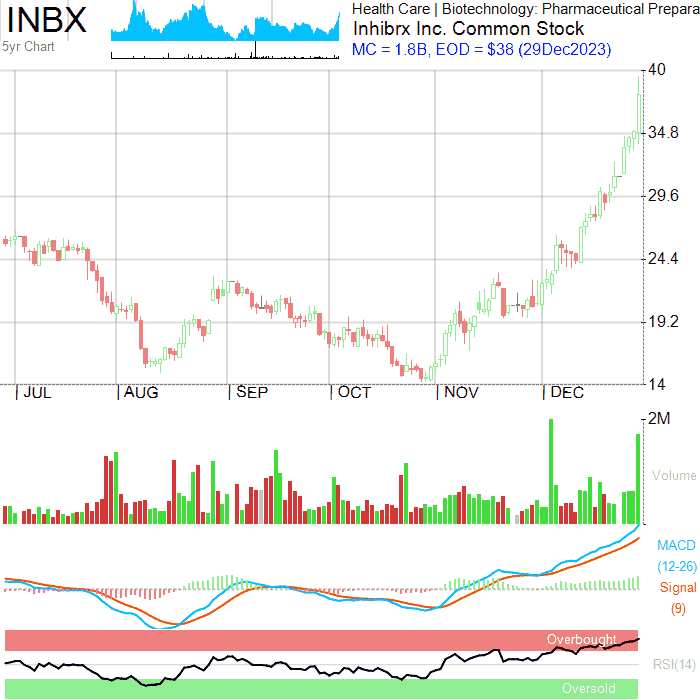 INBX
5yr Chart
Health Care | Biotechnology: Pharmaceutical Prepara
Inhibrx Inc. Common Stock
MC = 1.8B, EOD = $38 (29Dec2023)
40
34.8
29.6
24.4
19.2
14
JUL AUG SEP OCT NOV DEC
2M
Volume
MACD
(12-26)
Signal
(9)
Overbought
RSI(14)
Oversold